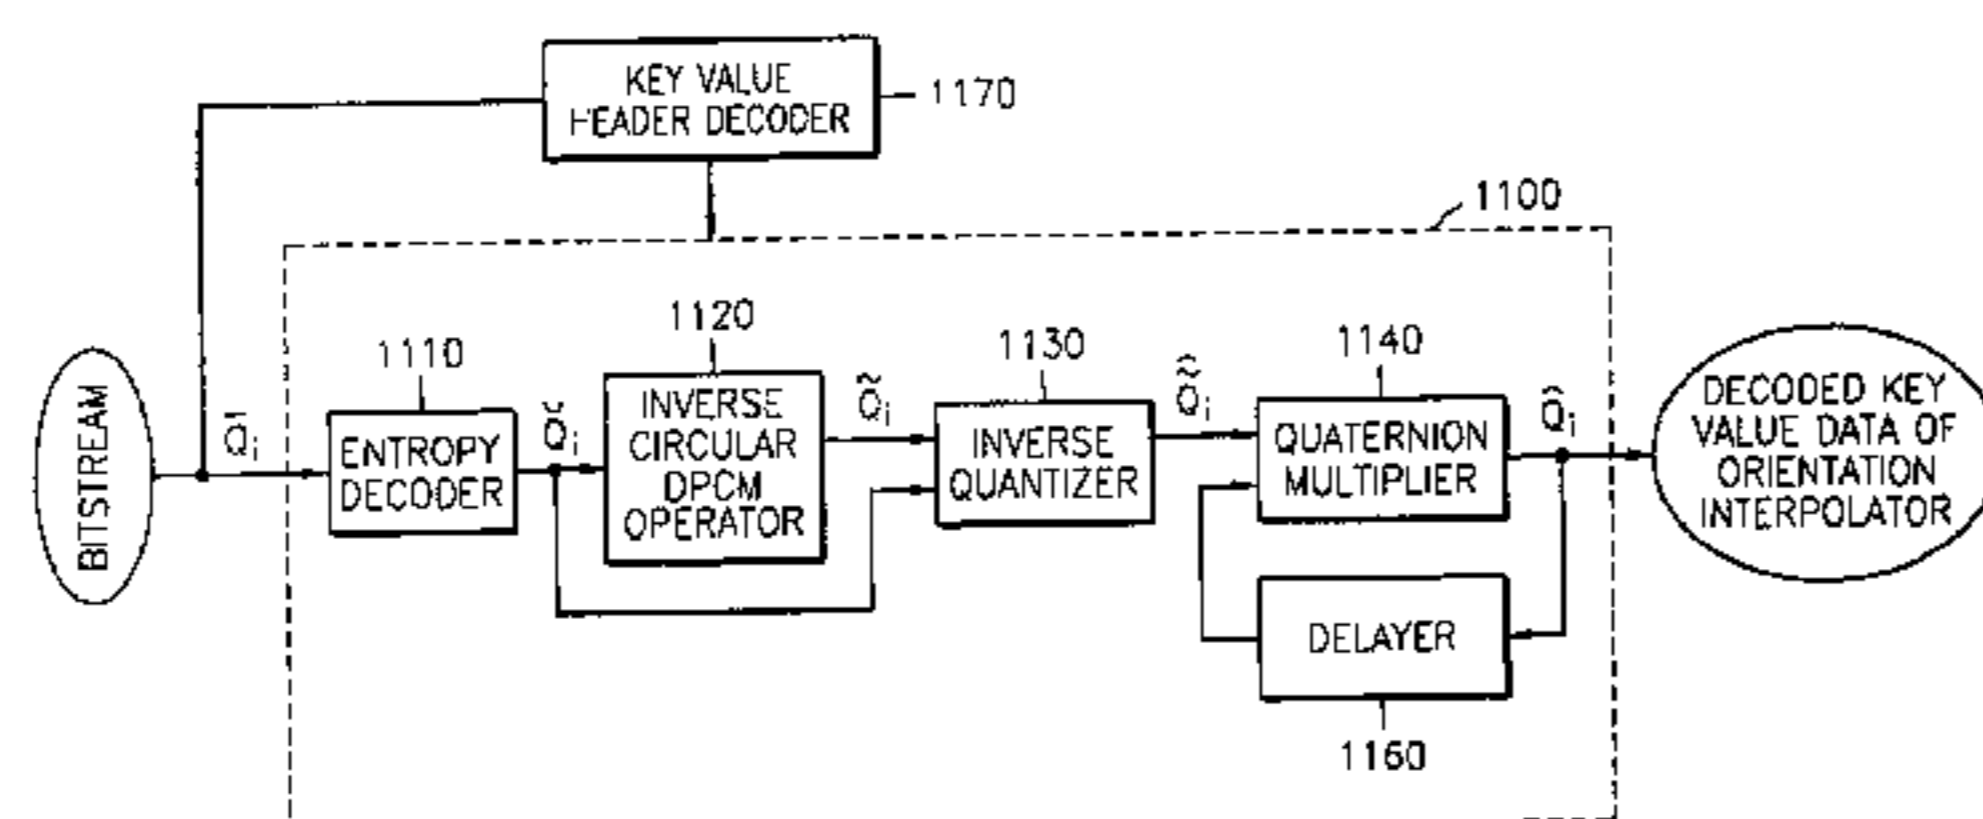 KEY VALUE
HEADER DECODER
1170
1100
BITSTREAM
1110
ENTROPY
DECODER
1120
INVERSE
CIRCULAR
DPCM
OPERATOR
1130
INVERSE
QUANTIZER
1140
QUATERNION
MULTIPLIER
Q̂i
DECODED KEY
VALUE DATA OF
ORIENTATION
INTERPOLATOR
DELAYER
1160